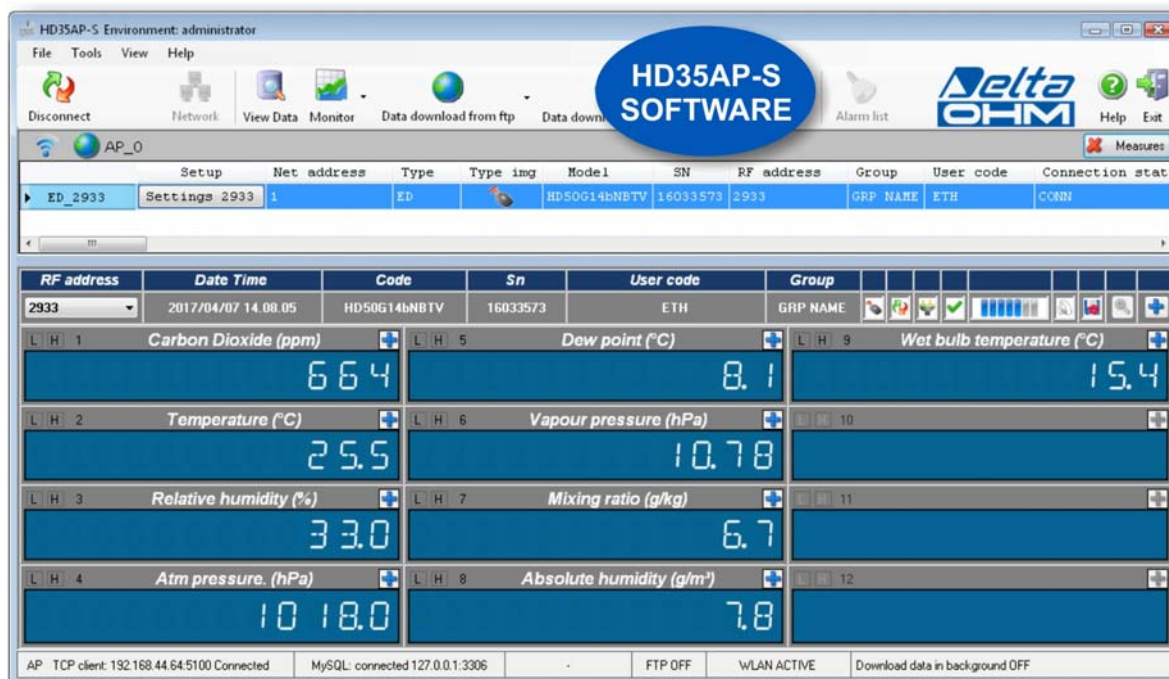 HD35AP-S Environment: administrator
File Tools View Help
HD35AP-S
SOFTWARE
Disconnect Network View Data Monitor Data download from ftp Alarm list Delta OHM Help Exit
AP_0 Measures
Setup Net address Type Type img Model SN RF address Group User code Connection stat
ED_2933 Settings 2933 1 ED HD50G14bNBTV 16033573 2933 GRP NAME ETH CONN
RF address Date Time Code Sn User code Group
2933 2017/04/07 14.08.05 HD50G14bNBTV 16033573 ETH GRP NAME
L H 1 Carbon Dioxide (ppm) L H 5 Dew point (°C) L H 9 Wet bulb temperature (°C)
664 8.1 15.4
L H 2 Temperature (°C) L H 6 Vapour pressure (hPa) L H 10
25.5 10.78
L H 3 Relative humidity (%) L H 7 Mixing ratio (g/kg) L H 11
33.0 6.7
L H 4 Atm pressure. (hPa) L H 8 Absolute humidity (g/m³) L H 12
1018.0 7.8
AP TCP client: 192.168.44.64:5100 Connected MySQL: connected 127.0.0.1:3306 - FTP OFF WLAN ACTIVE Download data in background OFF